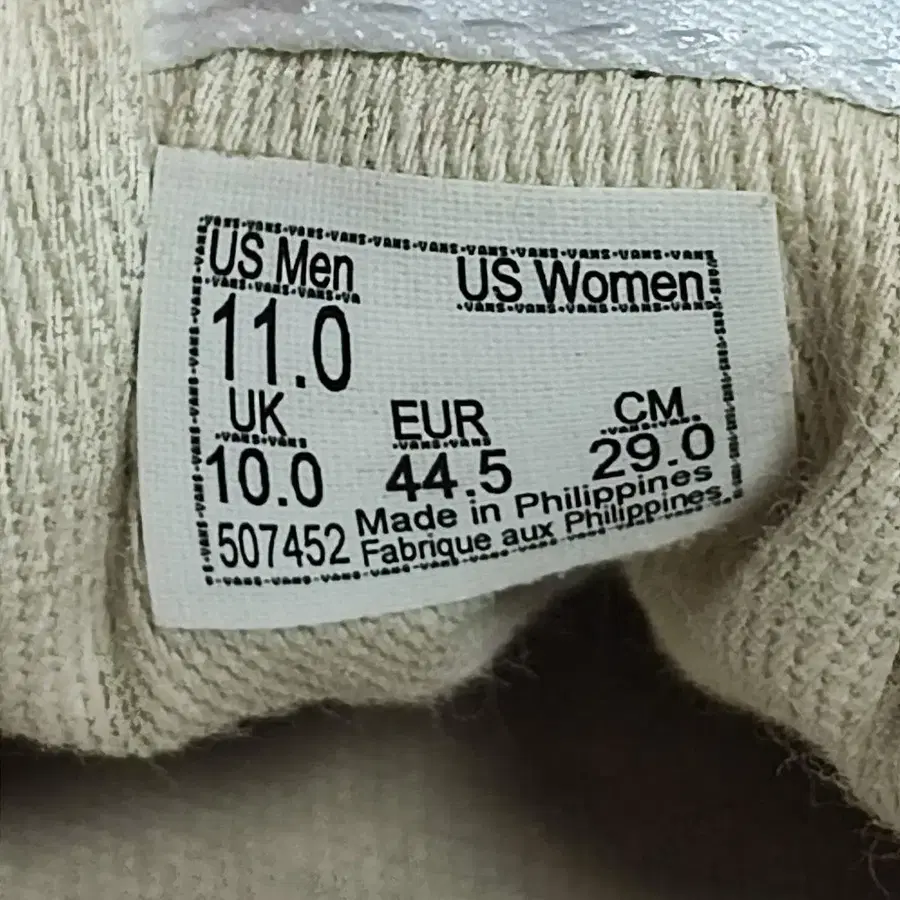 US Men US Women
11.0
UK EUR CM
10.0 44.5 29.0
507452 Made in Philippines
Fabrique aux Philippines